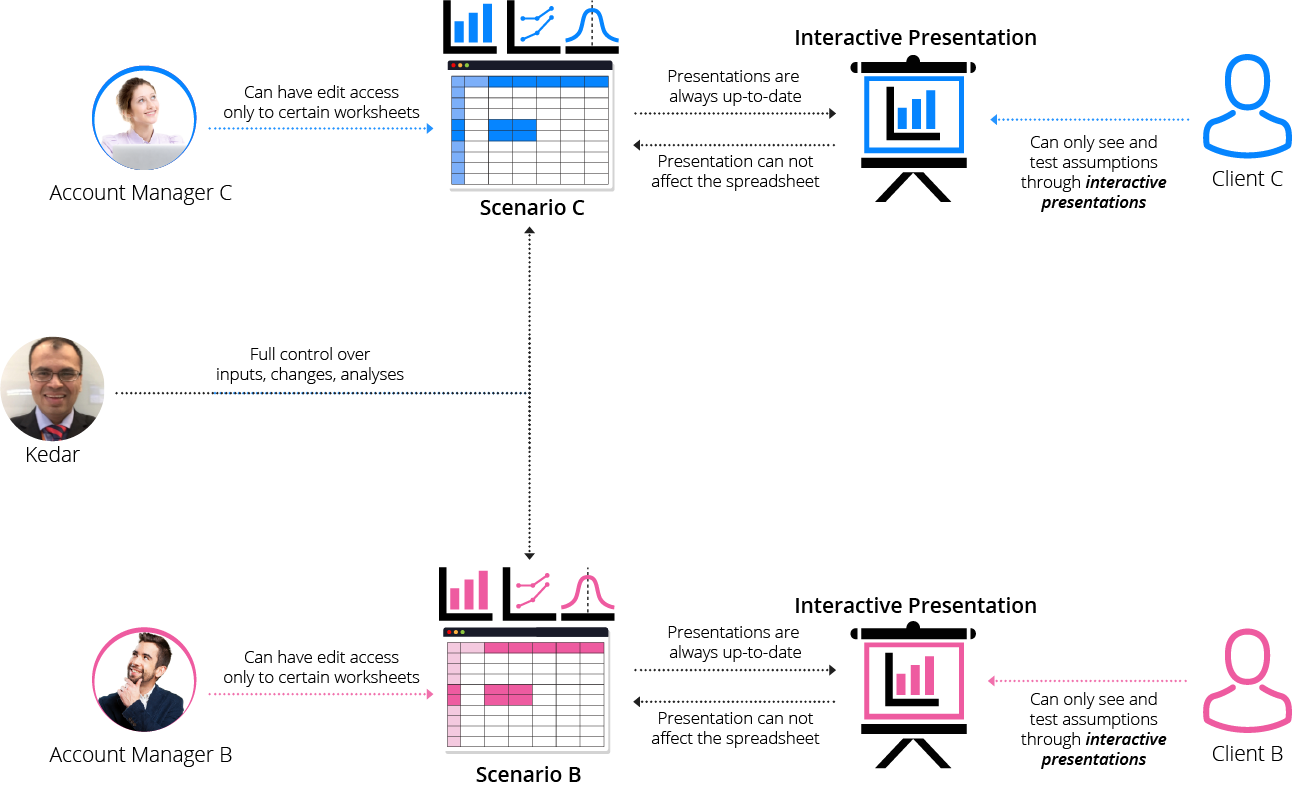 Interactive Presentation
Can have edit access
only to certain worksheets
Presentations are
always up-to-date
Presentation can not
affect the spreadsheet
Can only see and
test assumptions
through interactive
presentations
Account Manager C
Scenario C
Client C
Full control over
inputs, changes, analyses
Kedar
Interactive Presentation
Can have edit access
only to certain worksheets
Presentations are
always up-to-date
Presentation can not
affect the spreadsheet
Can only see and
test assumptions
through interactive
presentations
Account Manager B
Scenario B
Client B